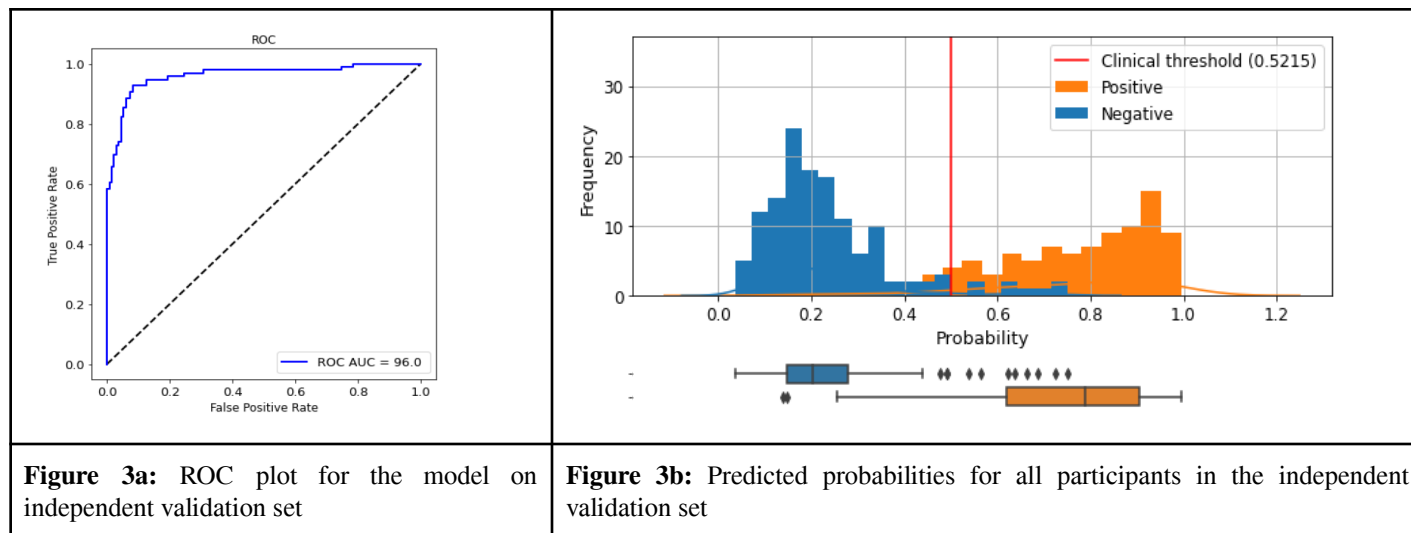 ROC
True Positive Rate
1.0
0.8
0.6
0.4
0.2
0.0
0.0 0.2 0.4 0.6 0.8 1.0
False Positive Rate
ROC AUC = 96.0
Frequency
30
20
10
0
Clinical threshold (0.5215)
Positive
Negative
0.0 0.2 0.4 0.6 0.8 1.0 1.2
Probability
Figure 3a: ROC plot for the model on
independent validation set
Figure 3b: Predicted probabilities for all participants in the independent
validation set